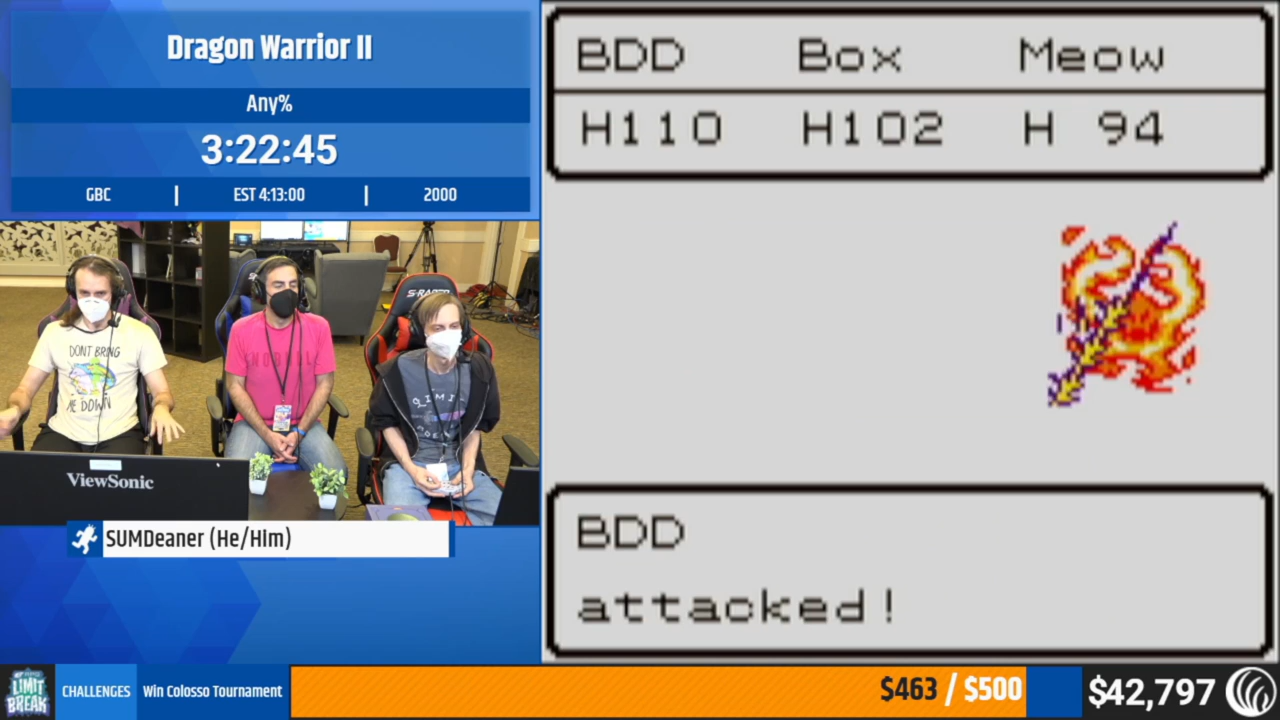 Dragon Warrior II
Any%
3:22:45
GBC | EST 4:13:00 | 2000
BDD Box Meow
H110 H102 H 94
DONT BRING
ME DOWN
S-RACER
ViewSonic
SUMDeaner (He/HIm)
BDD
attacked!
LIMIT
BREAK
CHALLENGES Win Colosso Tournament $463 / $500 $42,797